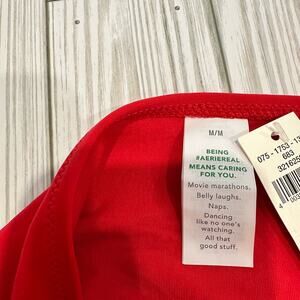 M/M
BEING
#AERIEREAL
MEANS CARING
FOR YOU.
Movie marathons.
Belly laughs.
Naps.
Dancing
like no one's
watching.
All that
good stuff.
075 - 1753 - 13
683